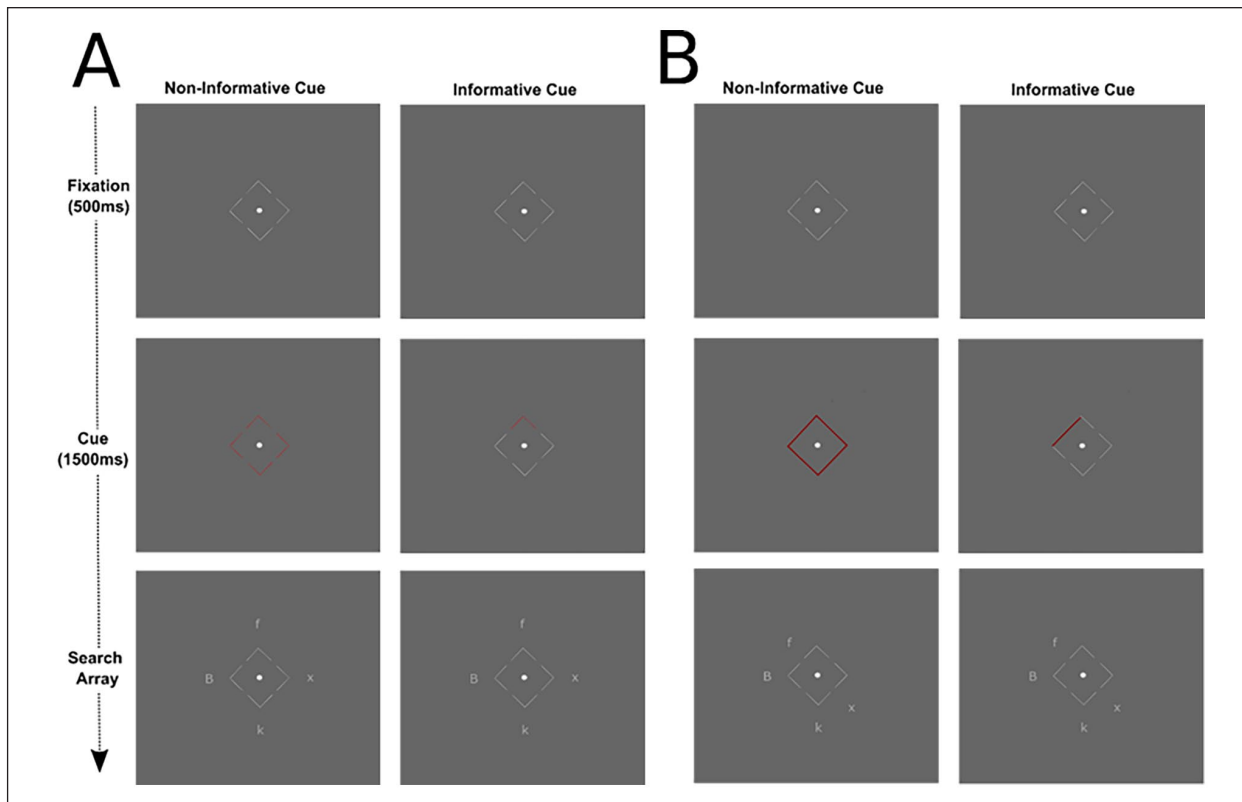 A
B
Non-Informative Cue
Informative Cue
Non-Informative Cue
Informative Cue
Fixation
(500ms)
Cue
(1500ms)
Search
Array
f
B
x
k
f
B
x
k
f
B
x
k
f
B
x
k